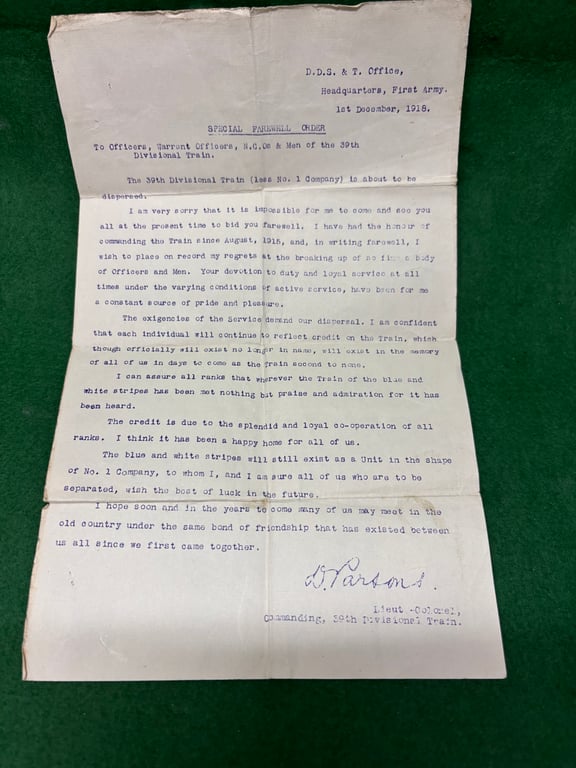 D.D.S. & T. Office,
Headquarters, First Army.
1st December, 1918.
SPECIAL FAREWELL ORDER
To Officers, Warrant Officers, N.C.Os & Men of the 39th
Divisional Train.
The 39th Divisional Train (less No. 1 Company) is about to be
dispersed.
I am very sorry that it is impossible for me to come and see you
all at the present time to bid you farewell. I have had the honour of
commanding the Train since August, 1915, and, in writing farewell, I
wish to place on record my regrets at the breaking up of so fine a body
of Officers and Men. Your devotion to duty and loyal service at all
times under the varying conditions of active service, have been for me
a constant source of pride and pleasure.
The exigencies of the Service demand our dispersal. I am confident
that each individual will continue to reflect credit on the Train, which
though officially will exist no longer in name, will exist in the memory
of all of us in days to come as the Train second to none.
I can assure all ranks that wherever the Train of the blue and
white stripes has been met nothing but praise and admiration for it has
been heard.
The credit is due to the splendid and loyal co-operation of all
ranks. I think it has been a happy home for all of us.
The blue and white stripes will still exist as a Unit in the shape
of No. 1 Company, to whom I, and I am sure all of us who are to be
separated, wish the best of luck in the future.
I hope soon and in the years to come many of us may meet in the
old country under the same bond of friendship that has existed between
us all since we first came together.
D. Parsons.
Lieut-Colonel,
Commanding, 39th Divisional Train.